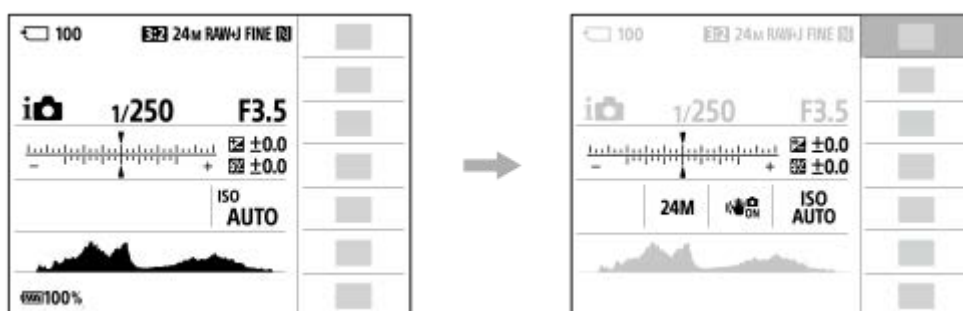 100 3:2 24M RAW+J FINE N
i 1/250 F3.5
±0.0
- + ±0.0
ISO
AUTO
100%
100 3:2 24M RAW+J FINE N
i 1/250 F3.5
±0.0
- + ±0.0
24M ON ISO
AUTO